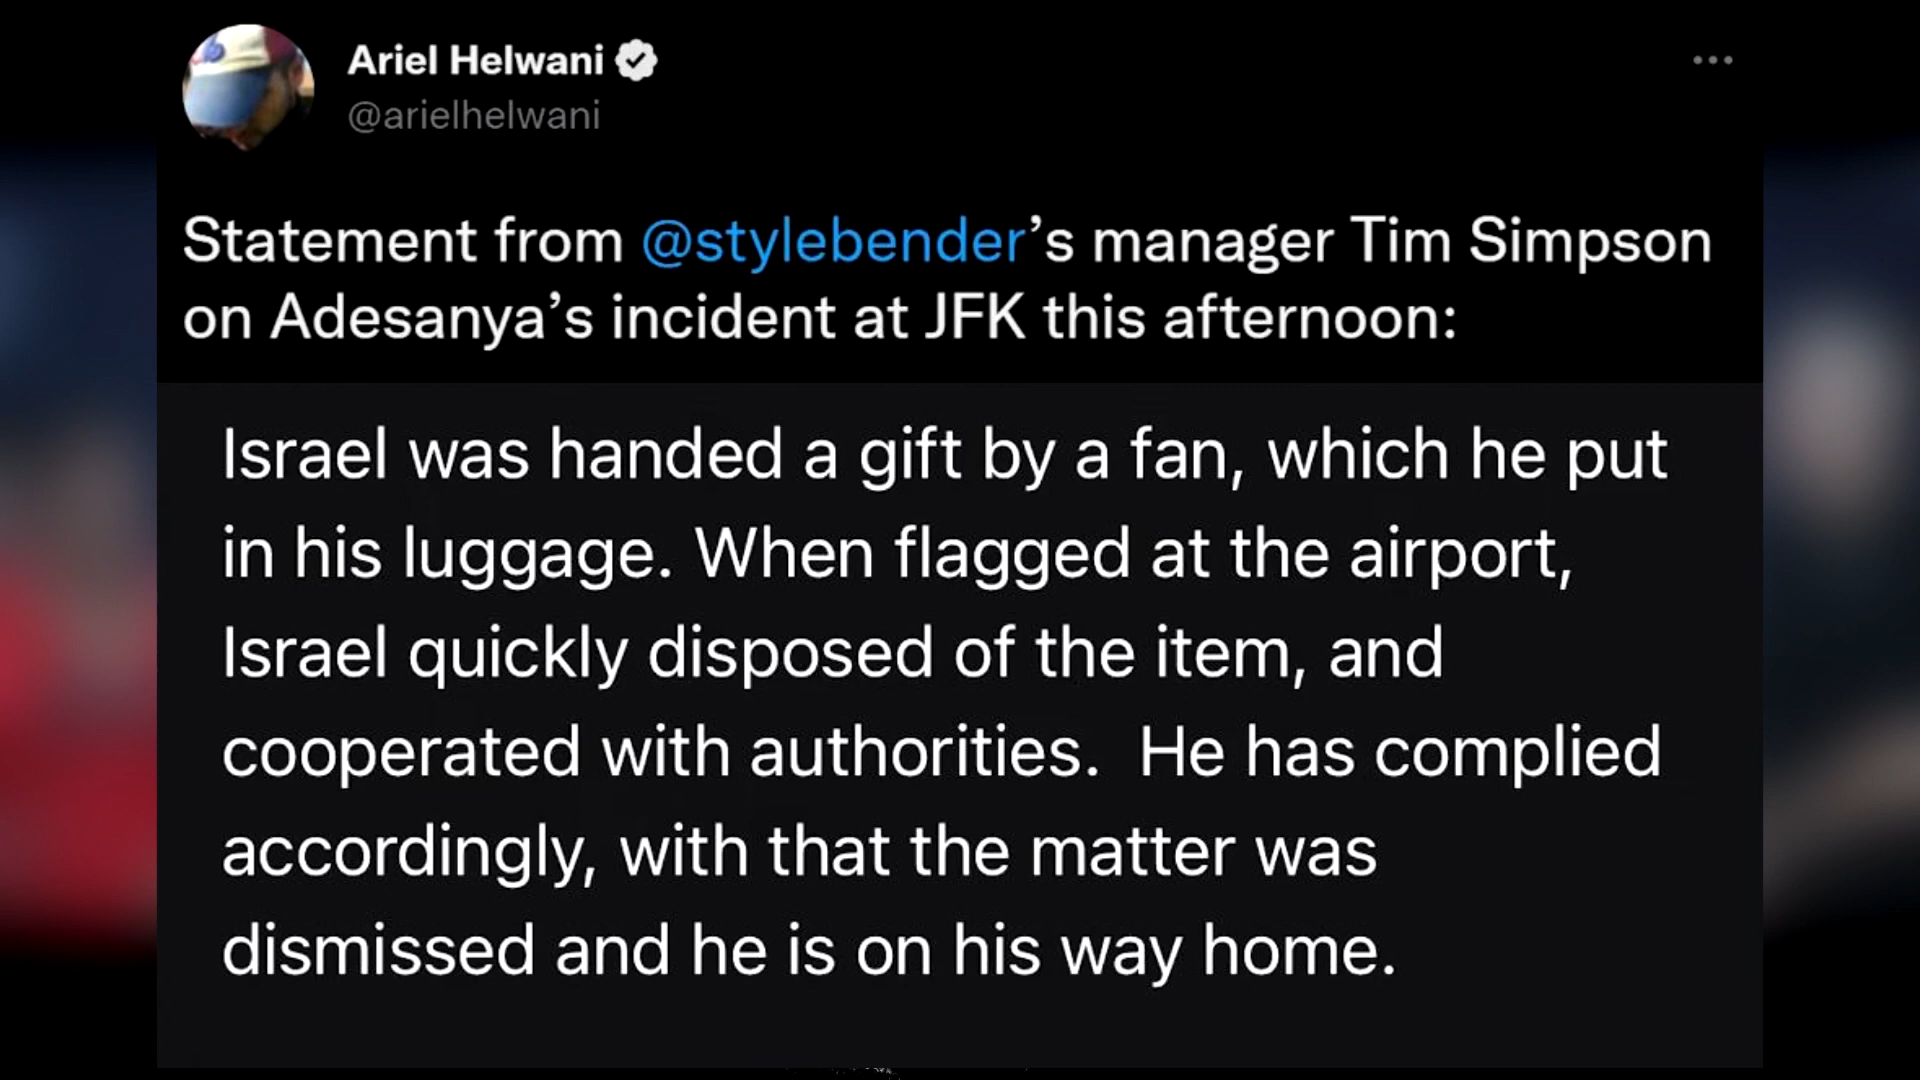 Ariel Helwani
@arielhelwani
Statement from @stylebender’s manager Tim Simpson
on Adesanya’s incident at JFK this afternoon:
Israel was handed a gift by a fan, which he put
in his luggage. When flagged at the airport,
Israel quickly disposed of the item, and
cooperated with authorities.  He has complied
accordingly, with that the matter was
dismissed and he is on his way home.